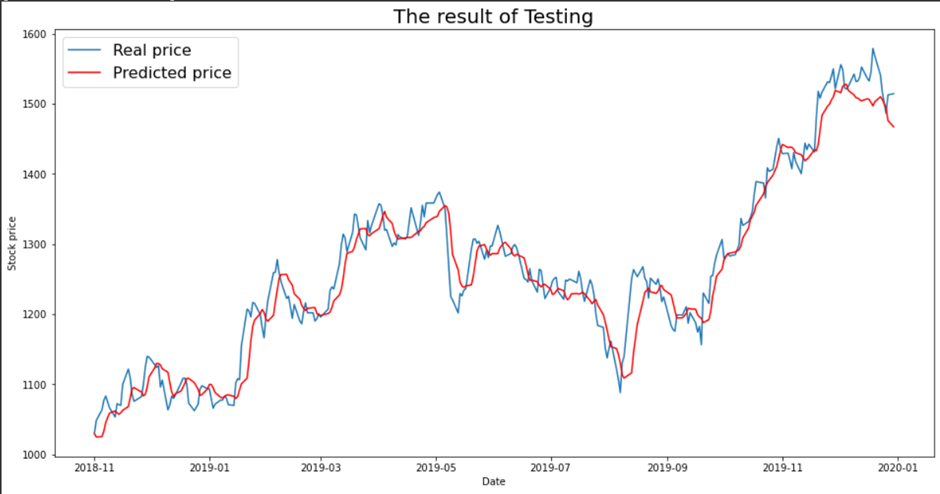 The result of Testing
Real price
Predicted price
1600
1500
1400
1300
1200
1100
1000
Stock price
2018-11 2019-01 2019-03 2019-05 2019-07 2019-09 2019-11 2020-01
Date